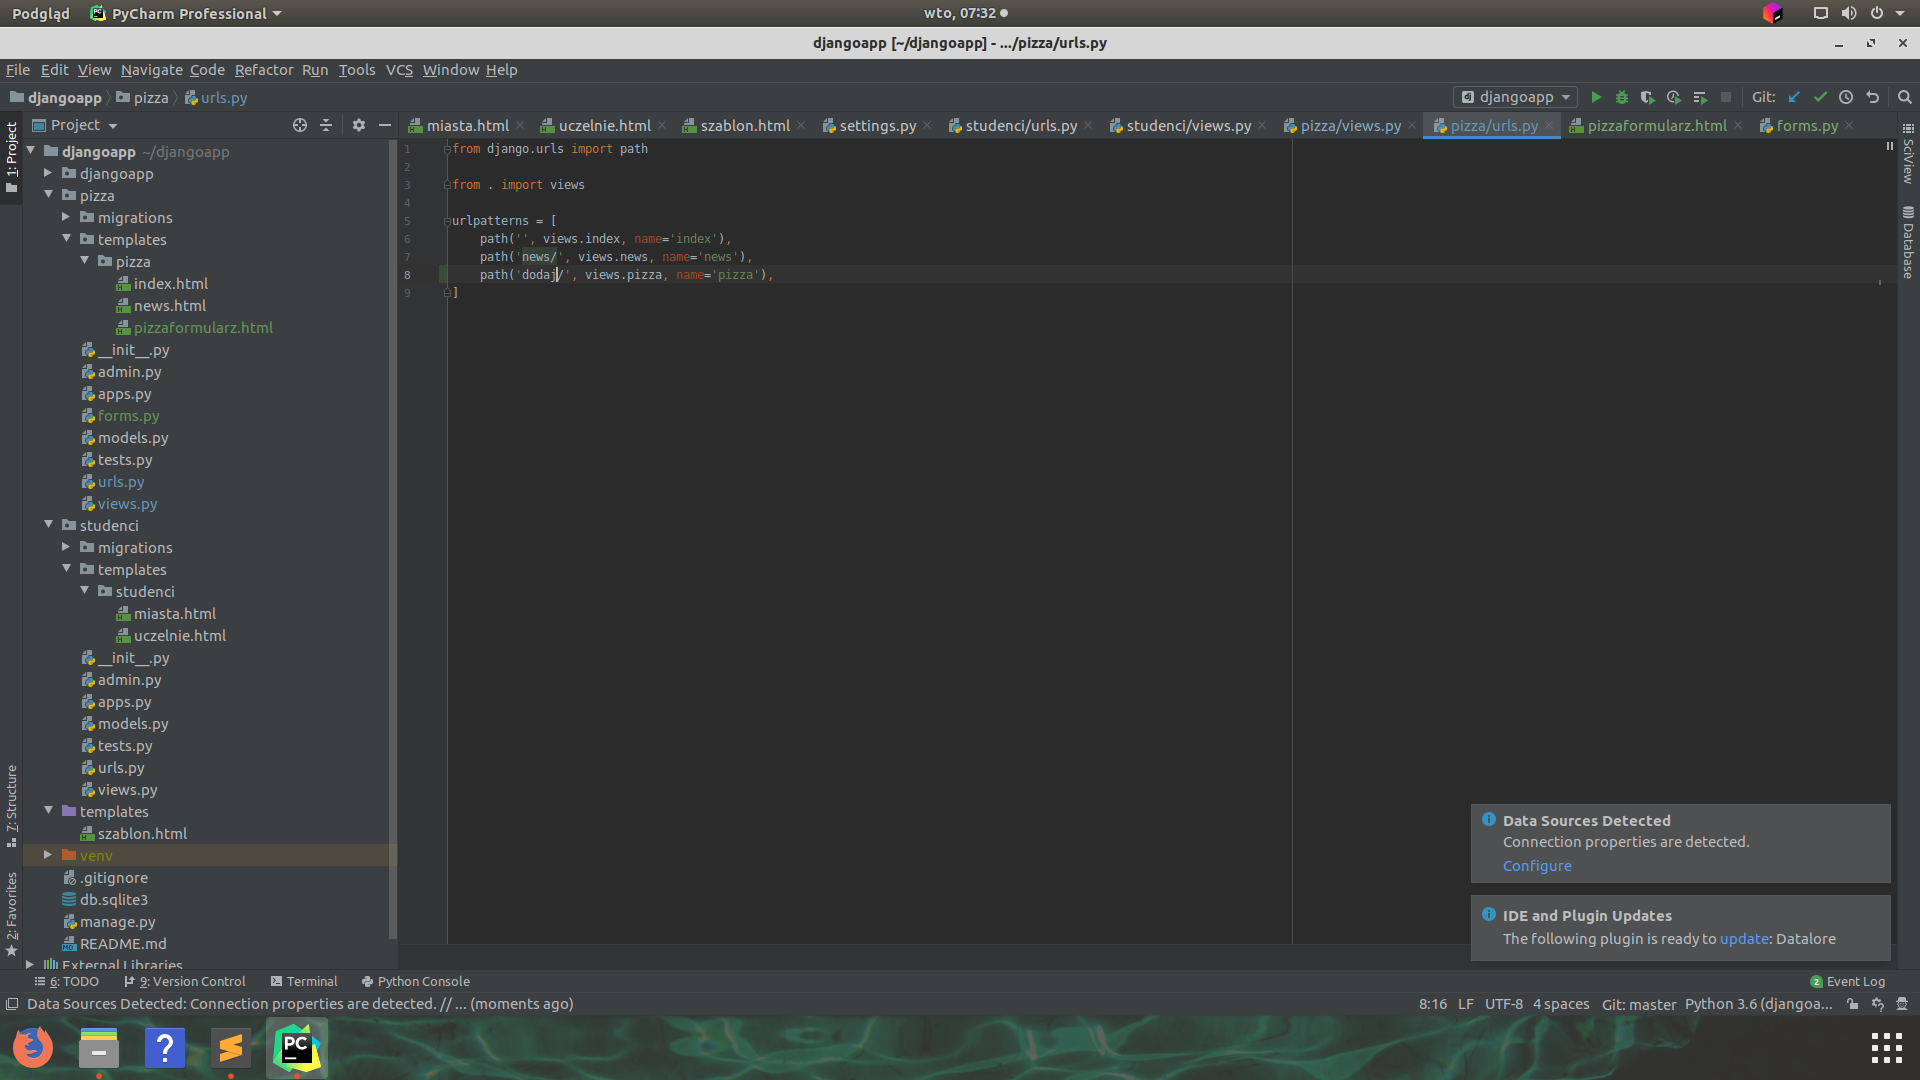 Podgląd PyCharm Professional wto, 07:32
djangoapp [~/djangoapp] - .../pizza/urls.py
File Edit View Navigate Code Refactor Run Tools VCS Window Help
djangoapp pizza urls.py djangoapp Git:
1: Project
Project
miasta.html uczelnie.html szablon.html settings.py studenci/urls.py studenci/views.py pizza/views.py pizza/urls.py pizzaformularz.html forms.py
djangoapp ~/djangoapp
djangoapp
pizza
migrations
templates
pizza
index.html
news.html
pizzaformularz.html
__init__.py
admin.py
apps.py
forms.py
models.py
tests.py
urls.py
views.py
studenci
migrations
templates
studenci
miasta.html
uczelnie.html
__init__.py
admin.py
apps.py
models.py
tests.py
urls.py
views.py
templates
szablon.html
venv
.gitignore
db.sqlite3
manage.py
README.md
External Libraries
7: Structure
2: Favorites
1 from django.urls import path
2
3 from . import views
4
5 urlpatterns = [
6 path('', views.index, name='index'),
7 path('news/', views.news, name='news'),
8 path('dodaj/', views.pizza, name='pizza'),
9 ]
SciView
Database
Data Sources Detected
Connection properties are detected.
Configure
IDE and Plugin Updates
The following plugin is ready to update: Datalore
6: TODO 9: Version Control Terminal Python Console 2 Event Log
Data Sources Detected: Connection properties are detected. // ... (moments ago) 8:16 LF UTF-8 4 spaces Git: master Python 3.6 (djangoa...
? PC